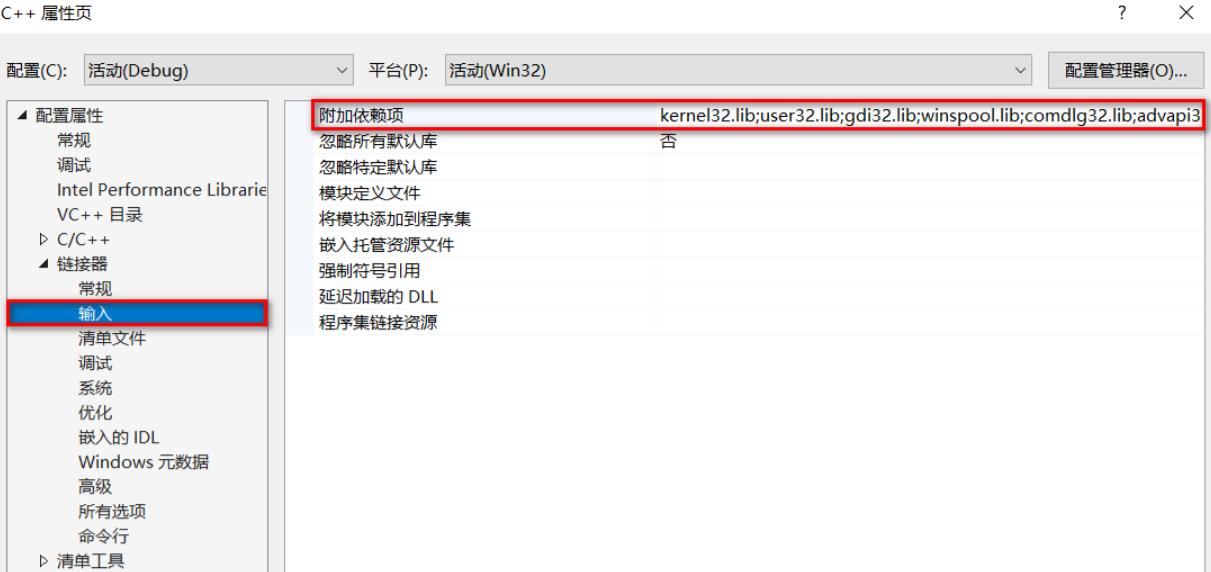 C++ 属性页
配置(C): 活动(Debug) 平台(P): 活动(Win32) 配置管理器(O)...
配置属性
常规
调试
Intel Performance Librarie
VC++ 目录
C/C++
链接器
常规
输入
清单文件
调试
系统
优化
嵌入的 IDL
Windows 元数据
高级
所有选项
命令行
清单工具
附加依赖项 kernel32.lib;user32.lib;gdi32.lib;winspool.lib;comdlg32.lib;advapi3
忽略所有默认库 否
忽略特定默认库
模块定义文件
将模块添加到程序集
嵌入托管资源文件
强制符号引用
延迟加载的 DLL
程序集链接资源